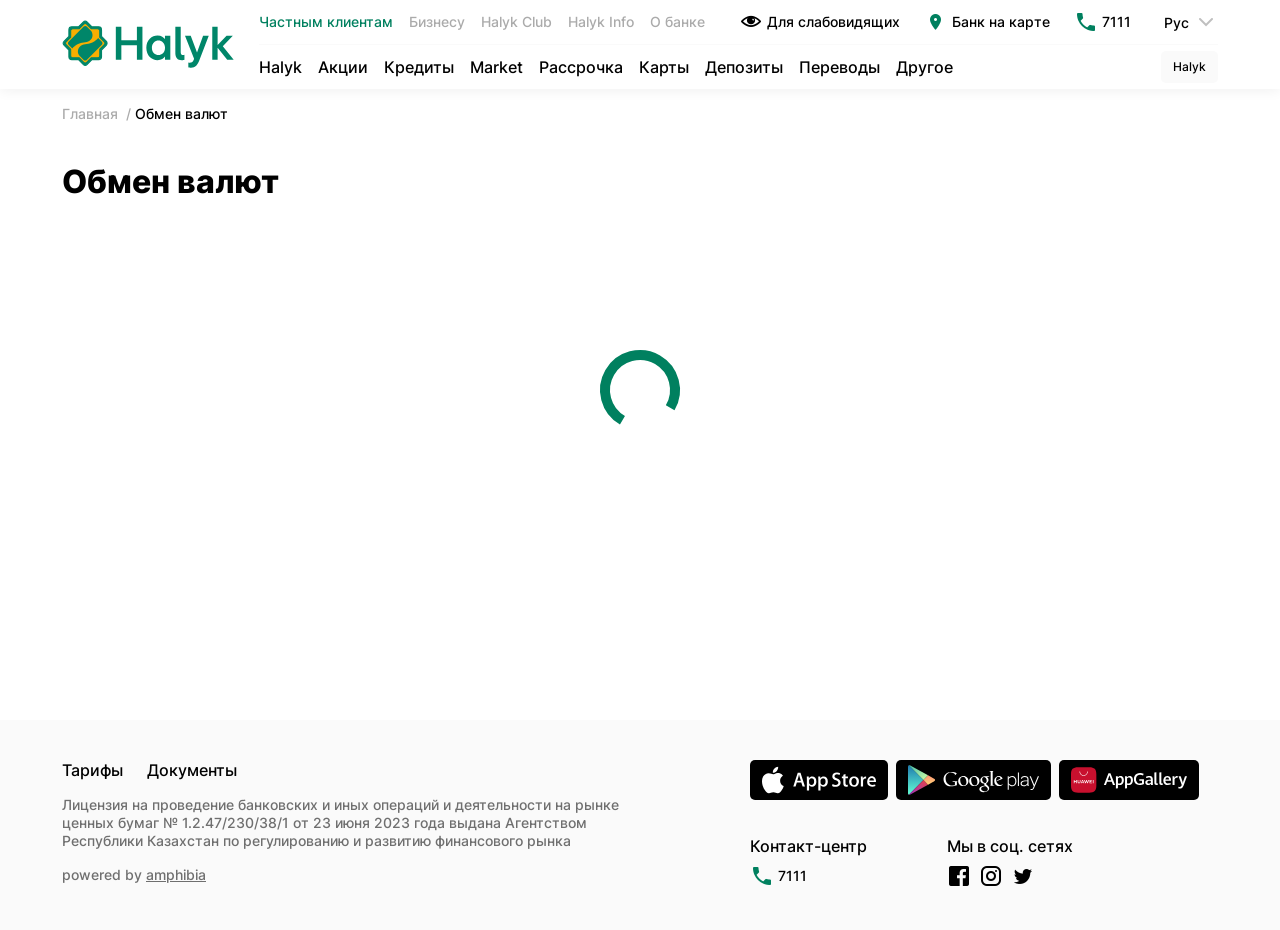 Halyk
Частным клиентам Бизнесу Halyk Club Halyk Info О банке Для слабовидящих Банк на карте 7111 Рус
Halyk Акции Кредиты Market Рассрочка Карты Депозиты Переводы Другое Halyk
Главная / Обмен валют
Обмен валют
Тарифы Документы
Лицензия на проведение банковских и иных операций и деятельности на рынке
ценных бумаг № 1.2.47/230/38/1 от 23 июня 2023 года выдана Агентством
Республики Казахстан по регулированию и развитию финансового рынка
powered by amphibia
App Store Google play HUAWEI AppGallery
Контакт-центр Мы в соц. сетях
7111